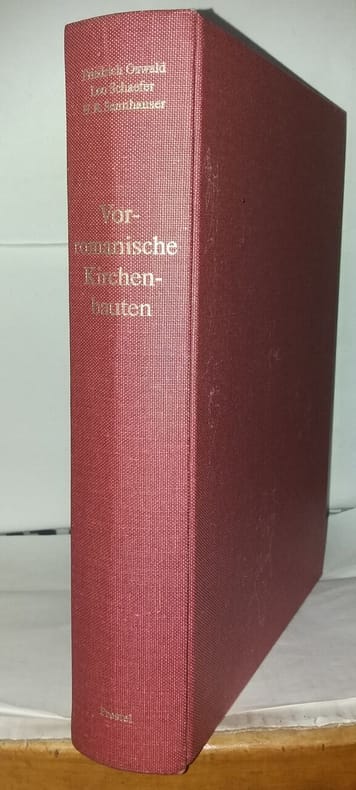 Friedrich Oswald
Leo Schaefer
H. R. Sennhauser
Vor-
romanische
Kirchen-
bauten
Prestel